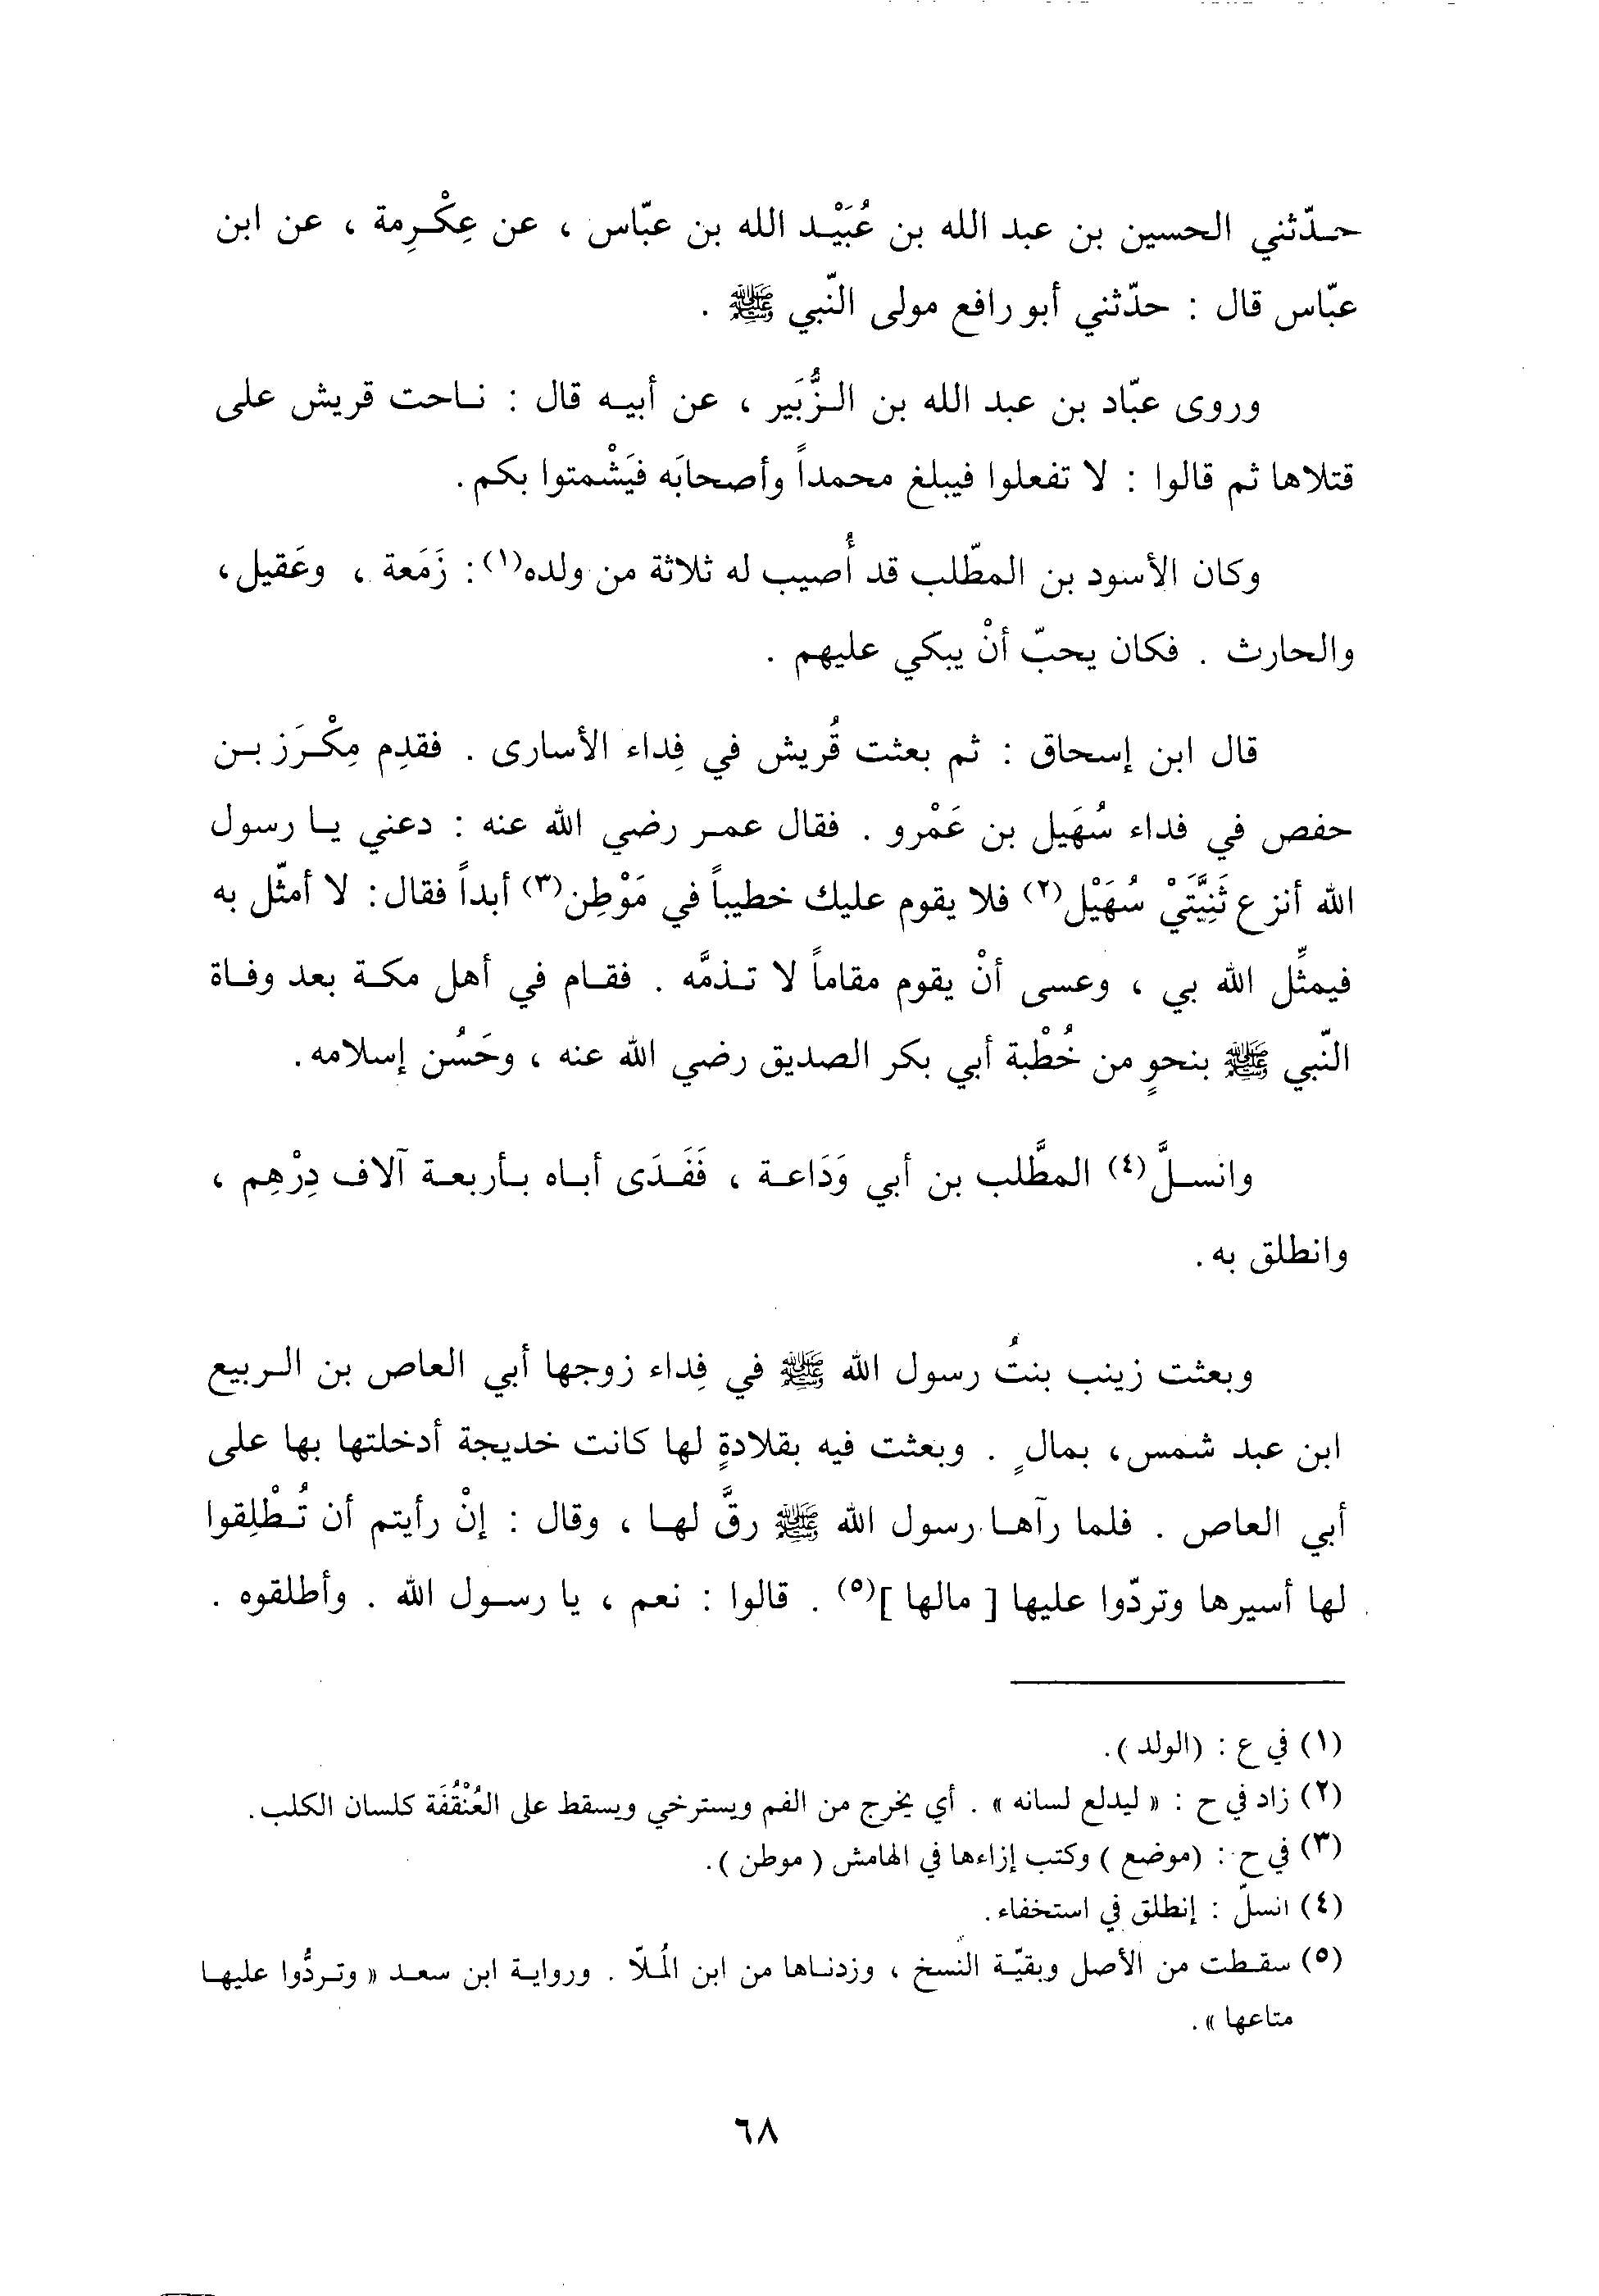 حدّثني الحسين بن عبد الله بن عُبَيْد الله بن عبّاس ، عن عِكْرِمة ، عن ابن
عبّاس قال : حدّثني أبو رافع مولى النّبي ﷺ .
وروى عبّاد بن عبد الله بن الزُّبَير ، عن أبيه قال : ناحت قريش على
قتلاها ثم قالوا : لا تفعلوا فيبلغ محمداً وأصحابَه فيَشْمتوا بكم.
وكان الأسود بن المطّلب قد أُصيب له ثلاثة من ولده(١): زَمَعة ، وعَقيل،
والحارث . فكان يحبّ أنْ يبكي عليهم .
قال ابن إسحاق : ثم بعثت قُريش في فِداء الأسارى . فقدِم مِكْرَز بن
حفص في فداء سُهَيل بن عَمْرو . فقال عمر رضي الله عنه : دعني يا رسول
الله أنزع ثَنِيَّتَيْ سُهَيْل(٢) فلا يقوم عليك خطيباً في مَوْطِن(٣) أبداً فقال: لا أمثّل به
فيمثِّل الله بي ، وعسى أنْ يقوم مقاماً لا تذمَّه . فقام في أهل مكة بعد وفاة
النّبي ﷺ بنحوٍ من خُطْبة أبي بكر الصديق رضي الله عنه ، وحَسُن إسلامه.
وانسلَّ(٤) المطَّلب بن أبي وَدَاعة ، فَفَدَى أباه بأربعة آلاف دِرْهِم ،
وانطلق به.
وبعثت زينب بنتُ رسول الله ﷺ في فِداء زوجها أبي العاص بن الربيع
ابن عبد شمس، بمالٍ . وبعثت فيه بقلادةٍ لها كانت خديجة أدخلتها بها على
أبي العاص . فلما رآها رسول الله ﷺ رقَّ لها ، وقال : إنْ رأيتم أن تُطْلِقوا
لها أسيرها وتردّوا عليها [ مالها ](٥) . قالوا : نعم ، يا رسول الله . وأطلقوه .
(١) في ع : (الولد ).
(٢) زاد في ح : « ليدلع لسانه » . أي يخرج من الفم ويسترخي ويسقط على العُنْقُفَة كلسان الكلب.
(٣) في ح : (موضع ) وكتب إزاءها في الهامش ( موطن ).
(٤) انسلّ : إنطلق في استخفاء.
(٥) سقطت من الأصل وبقيّة النسخ ، وزدناها من ابن المُلاّ . ورواية ابن سعد « وتردُّوا عليها
متاعها ».
٦٨